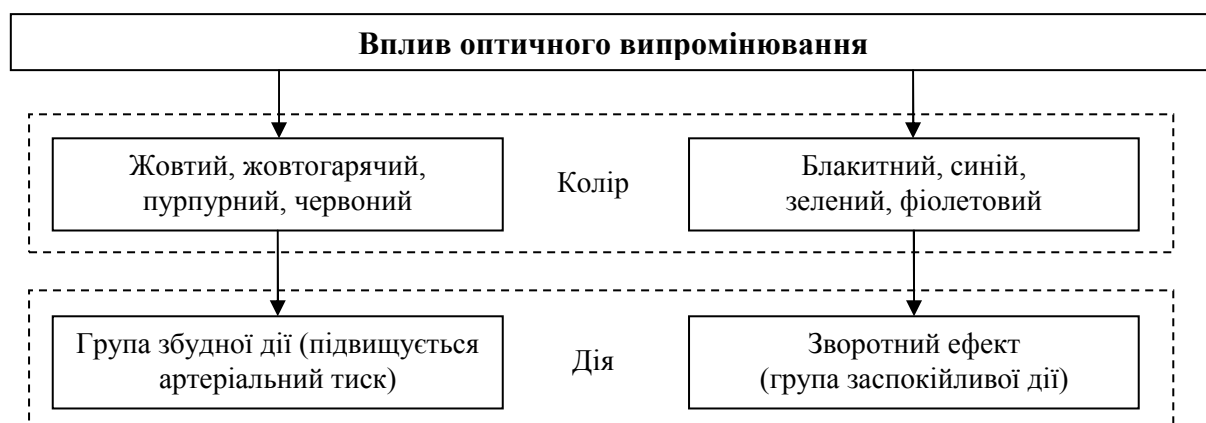 Вплив оптичного випромінювання
Жовтий, жовтогарячий,
пурпурний, червоний
Колір
Блакитний, синій,
зелений, фіолетовий
Група збудної дії (підвищується
артеріальний тиск)
Дія
Зворотний ефект
(група заспокійливої дії)